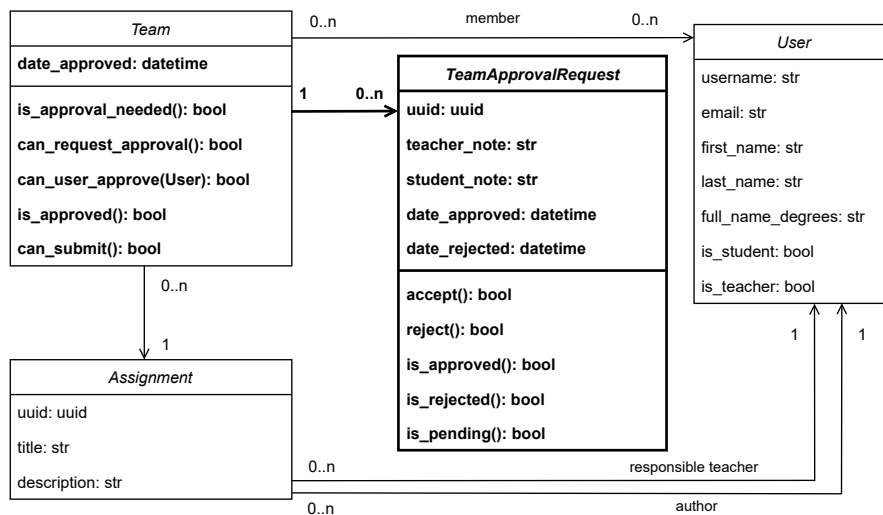 Team
date_approved: datetime
is_approval_needed(): bool
can_request_approval(): bool
can_user_approve(User): bool
is_approved(): bool
can_submit(): bool
0..n
member
0..n
1
0..n
TeamApprovalRequest
uuid: uuid
teacher_note: str
student_note: str
date_approved: datetime
date_rejected: datetime
accept(): bool
reject(): bool
is_approved(): bool
is_rejected(): bool
is_pending(): bool
User
username: str
email: str
first_name: str
last_name: str
full_name_degrees: str
is_student: bool
is_teacher: bool
0..n
1
Assignment
uuid: uuid
title: str
description: str
0..n
responsible teacher
1
0..n
author
1